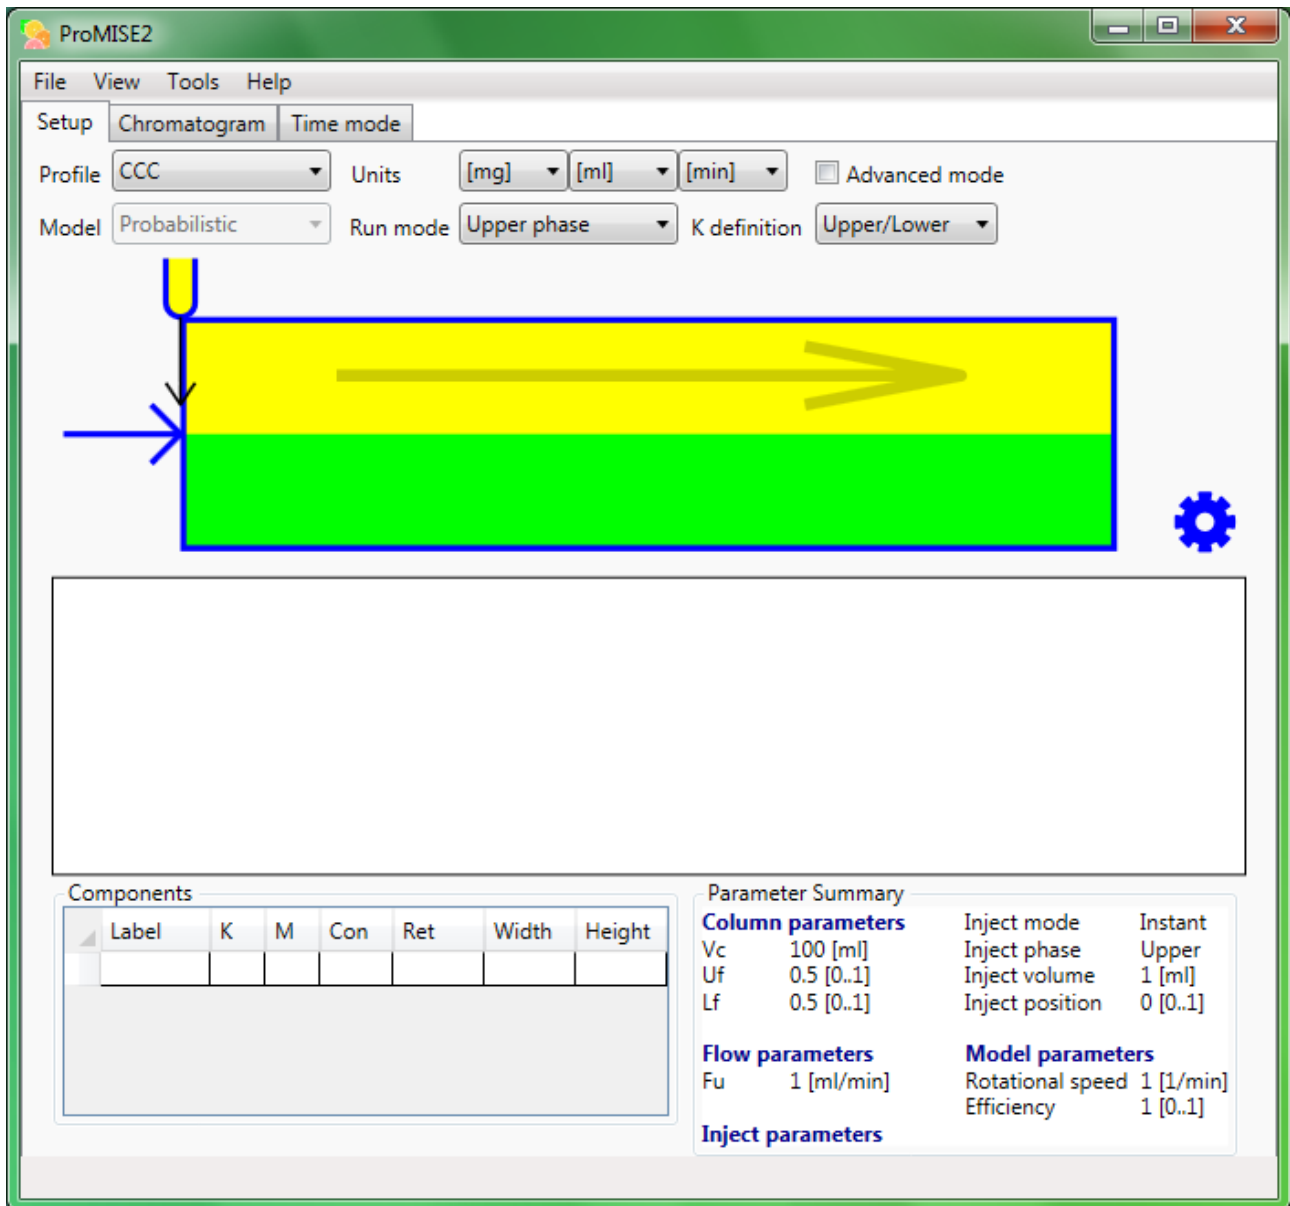 ProMISE2
File View Tools Help
Setup Chromatogram Time mode
Profile CCC Units [mg] [ml] [min] Advanced mode
Model Probabilistic Run mode Upper phase K definition Upper/Lower
Components
Label K M Con Ret Width Height
Parameter Summary
Column parameters
Vc 100 [ml]
Uf 0.5 [0..1]
Lf 0.5 [0..1]
Flow parameters
Fu 1 [ml/min]
Inject parameters
Inject mode Instant
Inject phase Upper
Inject volume 1 [ml]
Inject position 0 [0..1]
Model parameters
Rotational speed 1 [1/min]
Efficiency 1 [0..1]